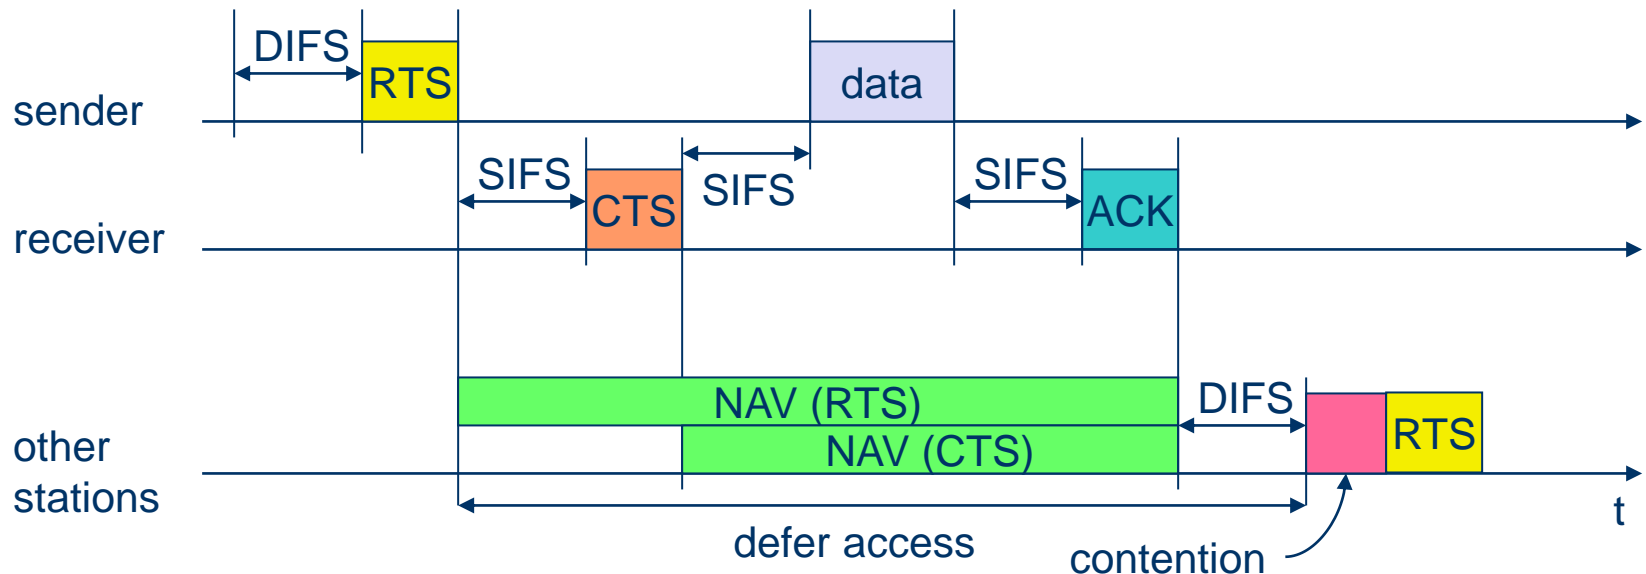 DIFS
RTS
data
sender
SIFS
CTS
SIFS
SIFS
ACK
receiver
NAV (RTS)
DIFS
RTS
NAV (CTS)
other
stations
t
defer access
contention